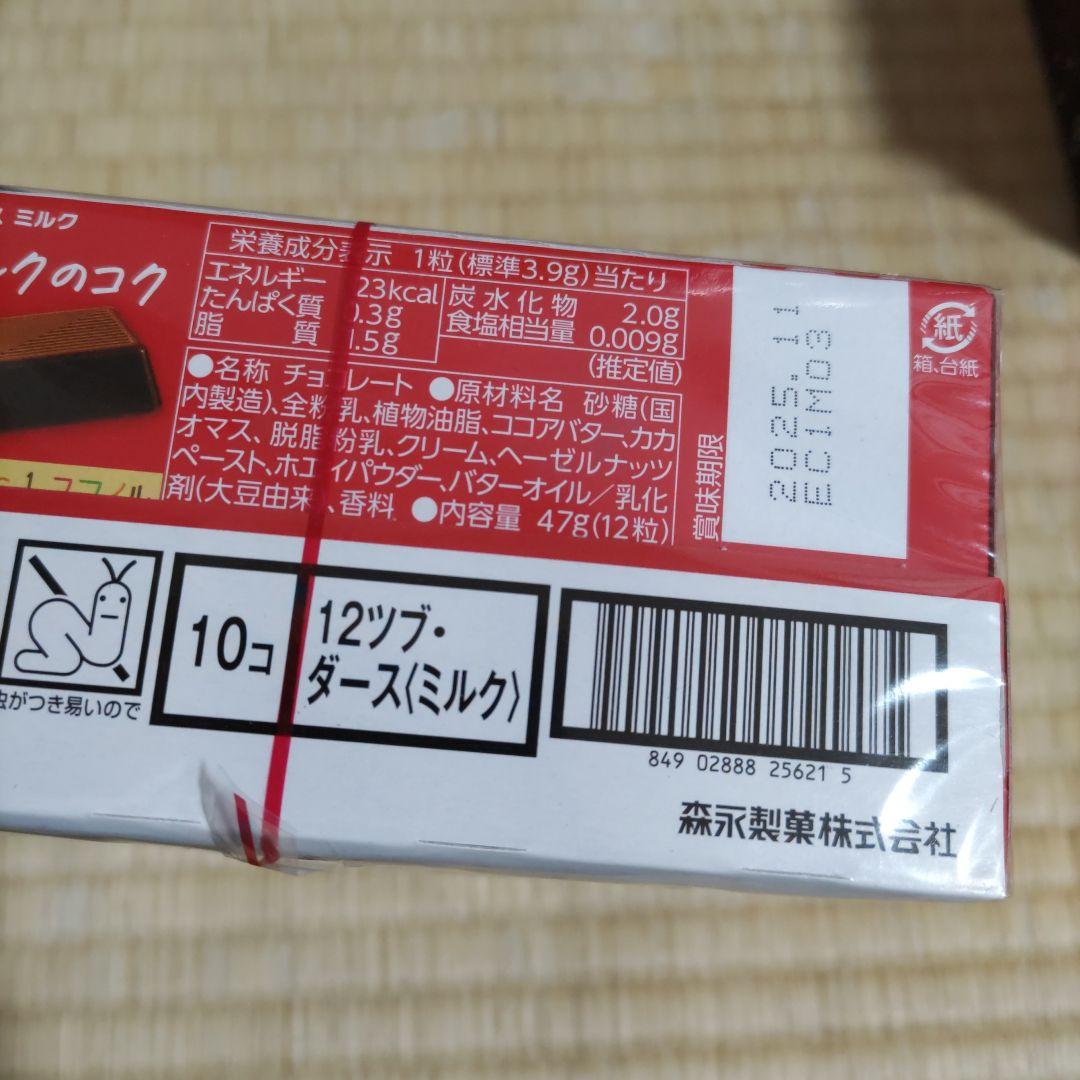 ミルク
ルクのコク
栄養成分表示 1粒(標準3.9g)当たり
エネルギー 23kcal
たんぱく質 0.3g
脂質 1.5g
炭水化物 2.0g
食塩相当量 0.009g
(推定値)
●名称 チョコレート ●原材料名 砂糖(国
内製造)、全粉乳、植物油脂、ココアバター、カカ
オマス、脱脂粉乳、クリーム、ヘーゼルナッツ
ペースト、ホエイパウダー、バターオイル/乳化
剤(大豆由来)、香料 ●内容量 47g(12粒)
賞味期限
2025.11
EC1M03
紙
箱、台紙
虫がつき易いので
10コ
12ツブ・
ダース〈ミルク〉
849 02888 25621 5
森永製菓株式会社